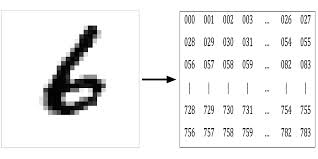 6
000 001 002 003 ... 026 027
028 029 030 031 ... 054 055
056 057 058 059 ... 082 083
| | | | ... | |
728 729 730 731 ... 754 755
756 757 758 759 ... 782 783